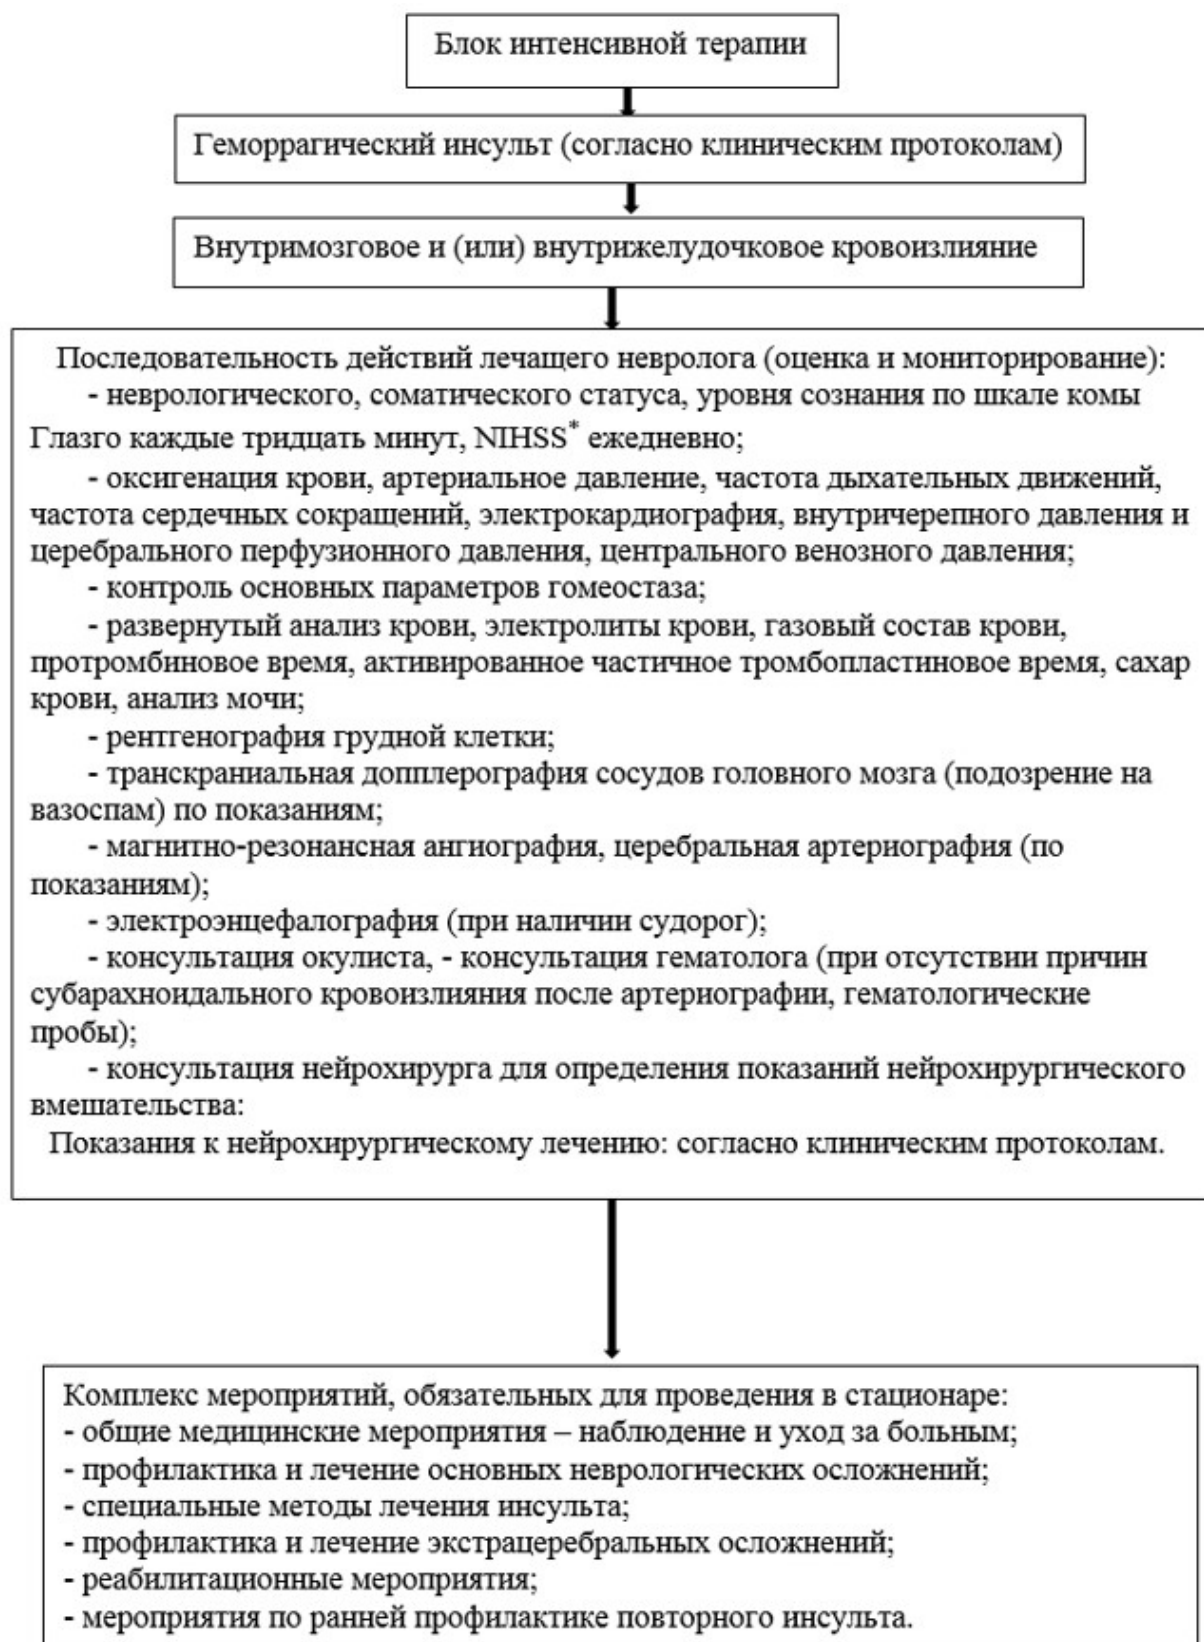 Блок интенсивной терапии
Геморрагический инсульт (согласно клиническим протоколам)
Внутримозговое и (или) внутрижелудочковое кровоизлияние
Последовательность действий лечащего невролога (оценка и мониторирование):
- неврологического, соматического статуса, уровня сознания по шкале комы
Глазго каждые тридцать минут, NIHSS* ежедневно;
- оксигенация крови, артериальное давление, частота дыхательных движений,
частота сердечных сокращений, электрокардиография, внутричерепного давления и
церебрального перфузионного давления, центрального венозного давления;
- контроль основных параметров гомеостаза;
- развернутый анализ крови, электролиты крови, газовый состав крови,
протромбиновое время, активированное частичное тромбопластиновое время, сахар
крови, анализ мочи;
- рентгенография грудной клетки;
- транскраниальная допплерография сосудов головного мозга (подозрение на
вазоспам) по показаниям;
- магнитно-резонансная ангиография, церебральная артериография (по
показаниям);
- электроэнцефалография (при наличии судорог);
- консультация окулиста, - консультация гематолога (при отсутствии причин
субарахноидального кровоизлияния после артериографии, гематологические
пробы);
- консультация нейрохирурга для определения показаний нейрохирургического
вмешательства:
Показания к нейрохирургическому лечению: согласно клиническим протоколам.
Комплекс мероприятий, обязательных для проведения в стационаре:
- общие медицинские мероприятия – наблюдение и уход за больным;
- профилактика и лечение основных неврологических осложнений;
- специальные методы лечения инсульта;
- профилактика и лечение экстрацеребральных осложнений;
- реабилитационные мероприятия;
- мероприятия по ранней профилактике повторного инсульта.